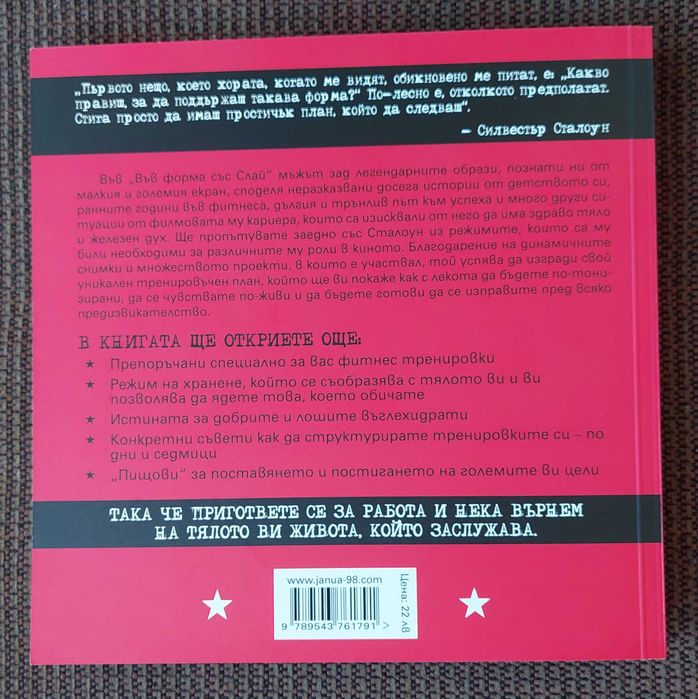 „Първото нещо, което хората, когато ме видят, обикновено ме питат, е: „Какво
правиш, за да поддържаш такава форма?“ По-лесно е, отколкото предполагат.
Стига просто да имаш простичък план, който да следваш“.
– Силвестър Сталоун
Във „Във форма със Слай“ мъжът зад легендарните образи, познати ни от
малкия и големия екран, споделя неразказвани досега истории от детството си,
ранните години във фитнеса, дългия и трънлив път към успеха и много други си-
туации от филмовата му кариера, които са изисквали от него да има здраво тяло
и железен дух. Ще пропътувате заедно със Сталоун из режимите, които са му
били необходими за различните му роли в киното. Благодарение на динамичните
снимки и множеството проекти, в които е участвал, той успява да изгради свой
уникален тренировъчен план, който ще ви покаже как с лекота да бъдете по-тони-
зирани, да се чувствате по-живи и да бъдете готови да се изправите пред всяко
предизвикателство.
В КНИГАТА ЩЕ ОТКРИЕТЕ ОЩЕ:
★ Препоръчани специално за вас фитнес тренировки
★ Режим на хранене, който се съобразява с тялото ви и ви
позволява да ядете това, което обичате
★ Истината за добрите и лошите въглехидрати
★ Конкретни съвети как да структурирате тренировките си – по
дни и седмици
★ „Пищови“ за поставянето и постигането на големите ви цели
ТАКА ЧЕ ПРИГОТВЕТЕ СЕ ЗА РАБОТА И НЕКА ВЪРНЕМ
НА ТЯЛОТО ВИ ЖИВОТА, КОЙТО ЗАСЛУЖАВА.
www.janua-98.com
9 789543 761791 >
Цена: 22 лв